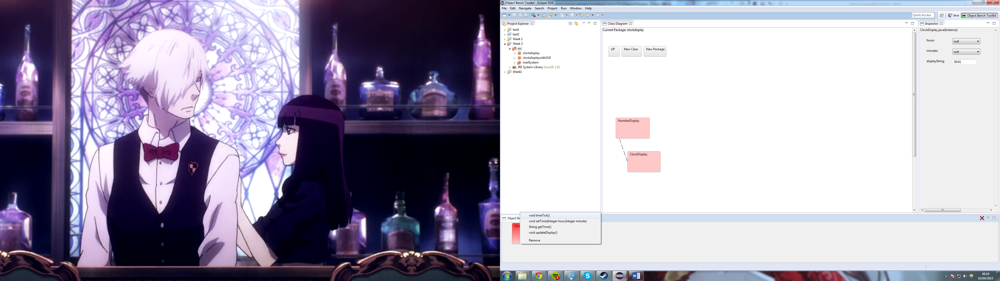 Object Bench Toolkit - Eclipse SDK
File Edit Navigate Search Project Run Window Help
Quick Access
Java
Object Bench Toolkit
Project Explorer
test1
test2
Week 2
Week 3
src
clockdisplay
clockdisplaywithGUI
mailSystem
JRE System Library [JavaSE-1.8]
Week1
Class Diagram
Current Package: clockdisplay
UP
New Class
New Package
NumberDisplay
ClockDisplay
Inspector
ClockDisplay.java(Instance)
hours null
minutes null
displayString 00:01
Object Be
Cloc
void timeTick()
void setTime(Integer hour,Integer minute)
String getTime()
void updateDisplay()
Remove
5
W
00:19
10/04/2015